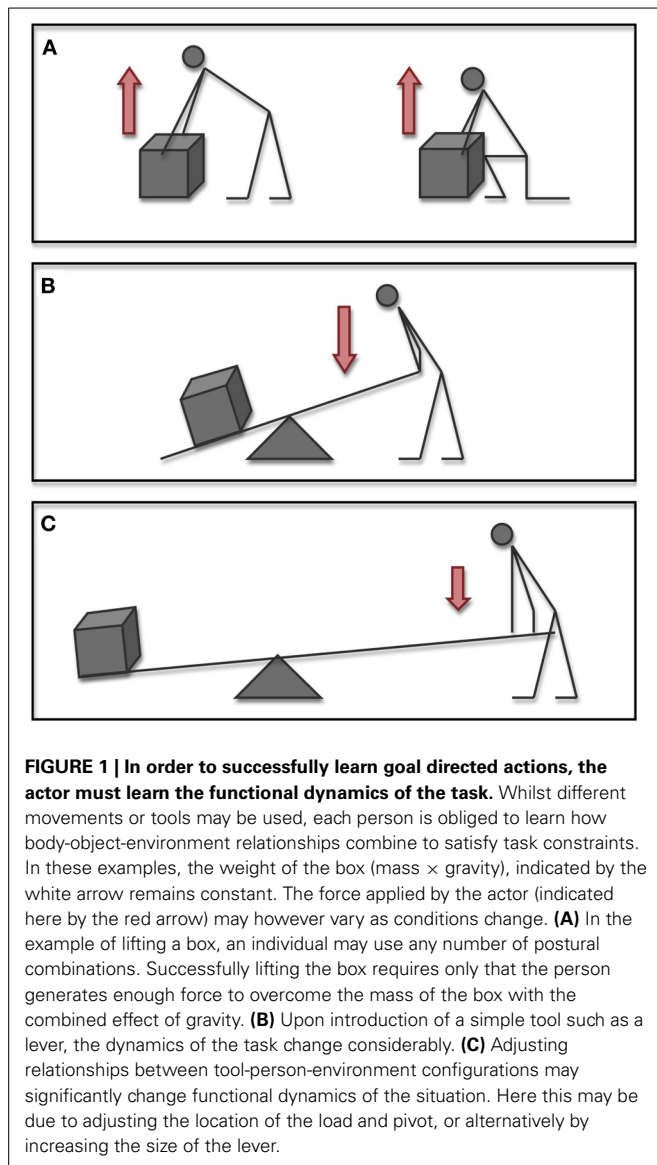 A
B
C
FIGURE 1 | In order to successfully learn goal directed actions, the
actor must learn the functional dynamics of the task. Whilst different
movements or tools may be used, each person is obliged to learn how
body-object-environment relationships combine to satisfy task constraints.
In these examples, the weight of the box (mass × gravity), indicated by the
white arrow remains constant. The force applied by the actor (indicated
here by the red arrow) may however vary as conditions change. (A) In the
example of lifting a box, an individual may use any number of postural
combinations. Successfully lifting the box requires only that the person
generates enough force to overcome the mass of the box with the
combined effect of gravity. (B) Upon introduction of a simple tool such as a
lever, the dynamics of the task change considerably. (C) Adjusting
relationships between tool-person-environment configurations may
significantly change functional dynamics of the situation. Here this may be
due to adjusting the location of the load and pivot, or alternatively by
increasing the size of the lever.